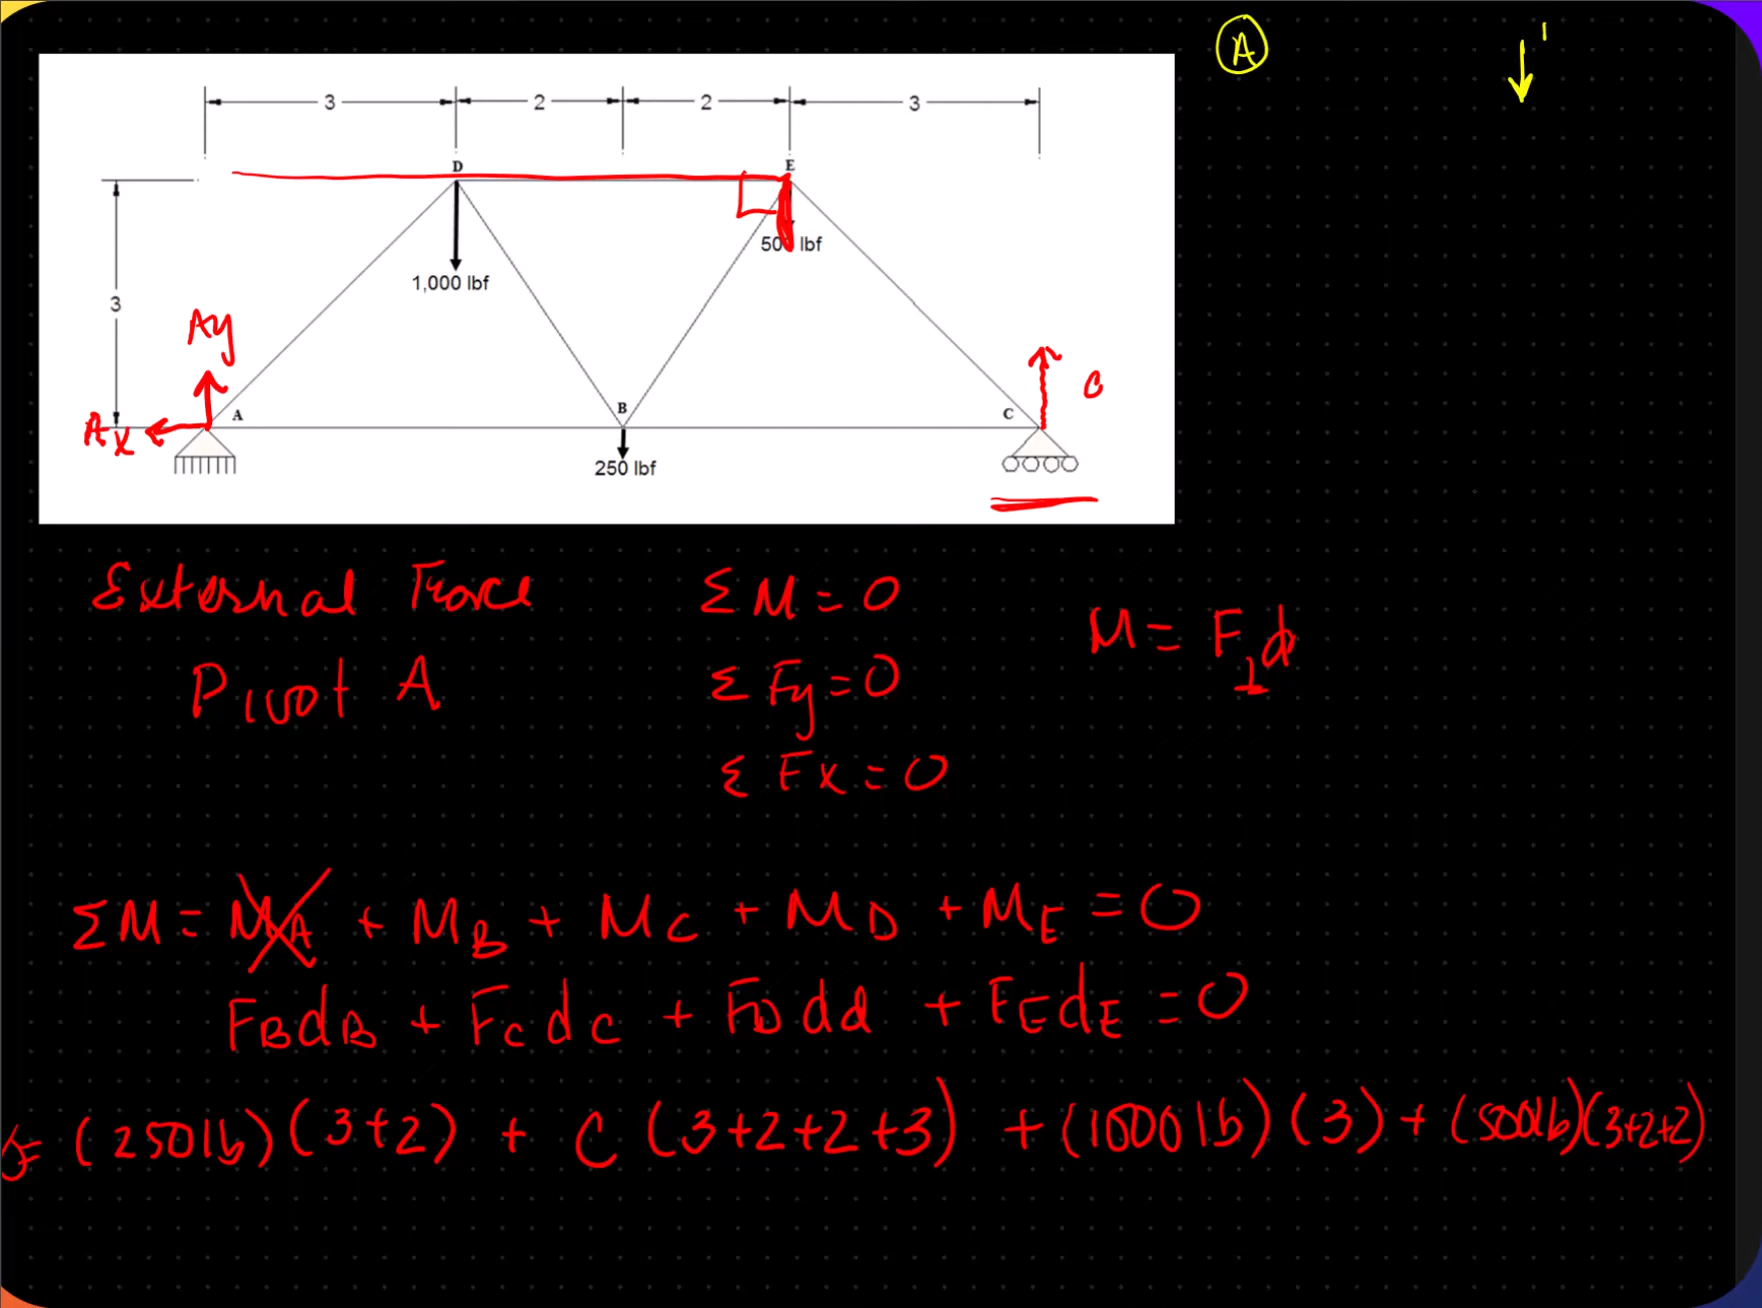 A
3 2 2 3
D E
1,000 lbf
lbf
3
Ay
Ax
A B C
C
250 lbf
External Force
ΣM=0
M= F⊥d
Pivot A
ΣFy=0
ΣFx=0
ΣM= MA + MB + MC + MD + ME =0
FBdB + FCdC + FDdd + FEdE =0
(250lb)(3+2) + C(3+2+2+3) +(1000lb)(3)+(500lb)(3+2+2)